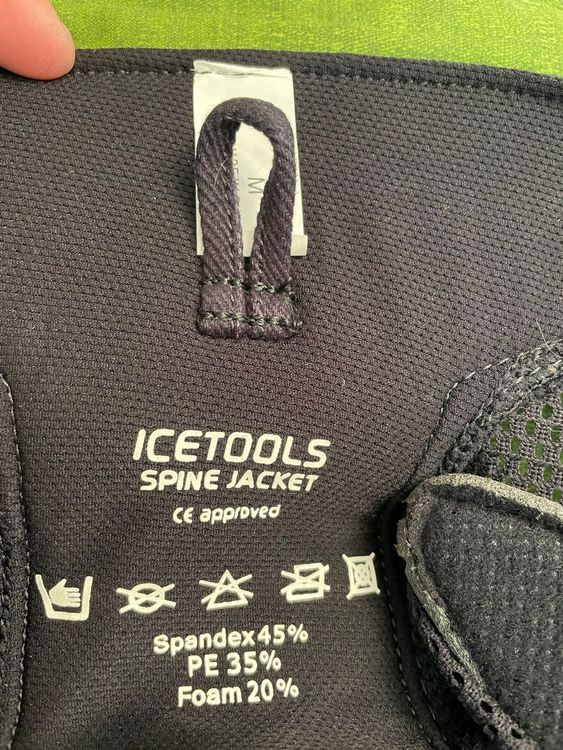 M
ICETOOLS
SPINE JACKET
CE approved
Spandex 45%
PE 35%
Foam 20%